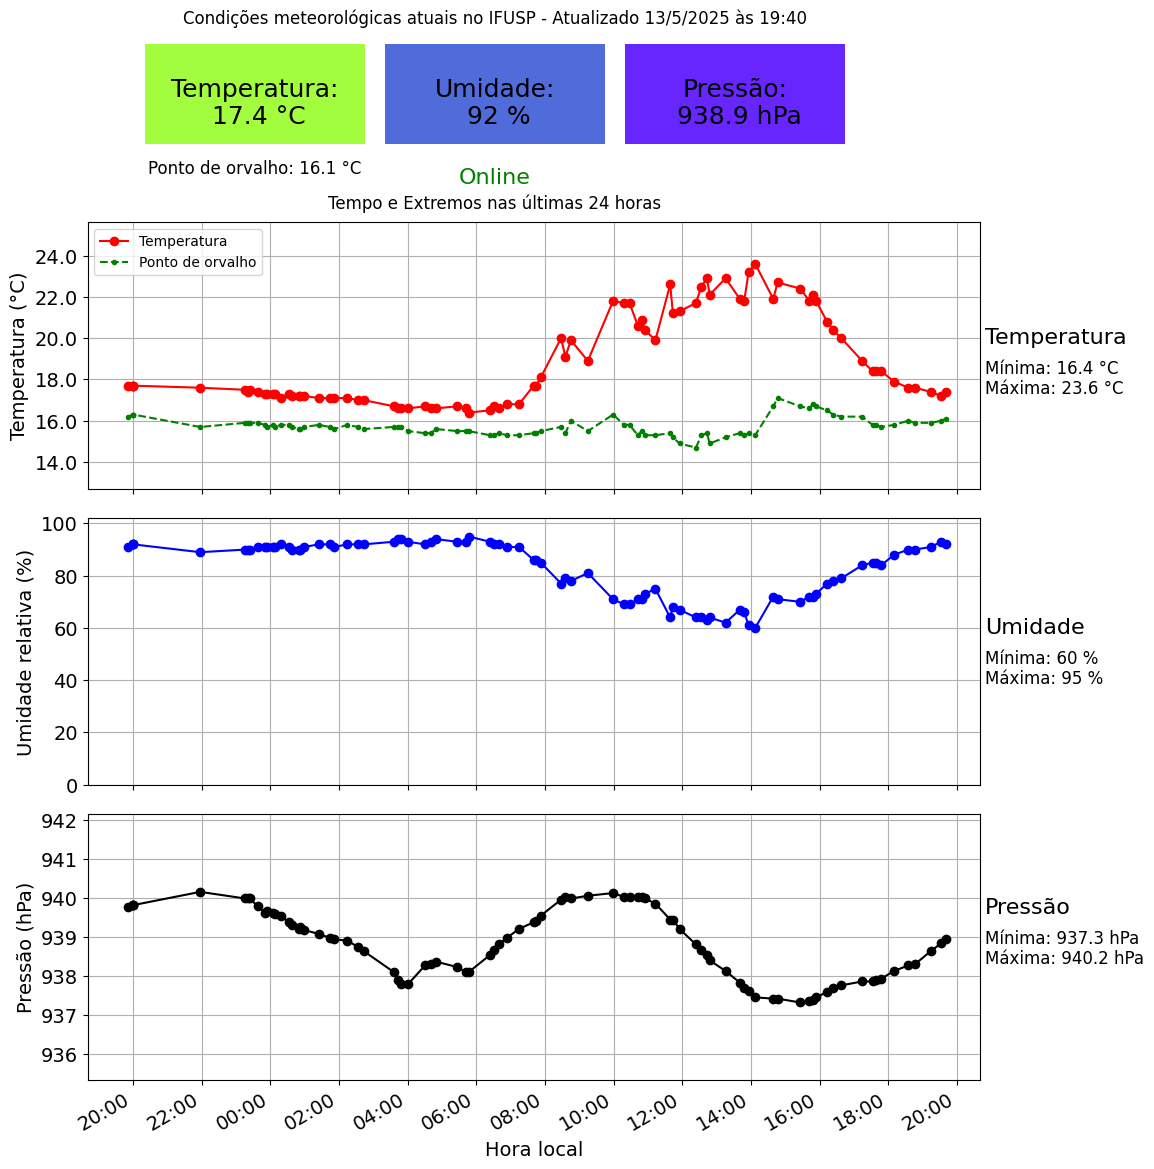 Condições meteorológicas atuais no IFUSP - Atualizado 13/5/2025 às 19:40
Temperatura:
17.4 °C
Umidade:
92 %
Pressão:
938.9 hPa
Ponto de orvalho: 16.1 °C
Online
Tempo e Extremos nas últimas 24 horas
Temperatura
Ponto de orvalho
Temperatura (°C)
24.0
22.0
20.0
18.0
16.0
14.0
Temperatura
Mínima: 16.4 °C
Máxima: 23.6 °C
Umidade relativa (%)
100
80
60
40
20
0
Umidade
Mínima: 60 %
Máxima: 95 %
Pressão (hPa)
942
941
940
939
938
937
936
Pressão
Mínima: 937.3 hPa
Máxima: 940.2 hPa
20:00
22:00
00:00
02:00
04:00
06:00
08:00
10:00
12:00
14:00
16:00
18:00
20:00
Hora local